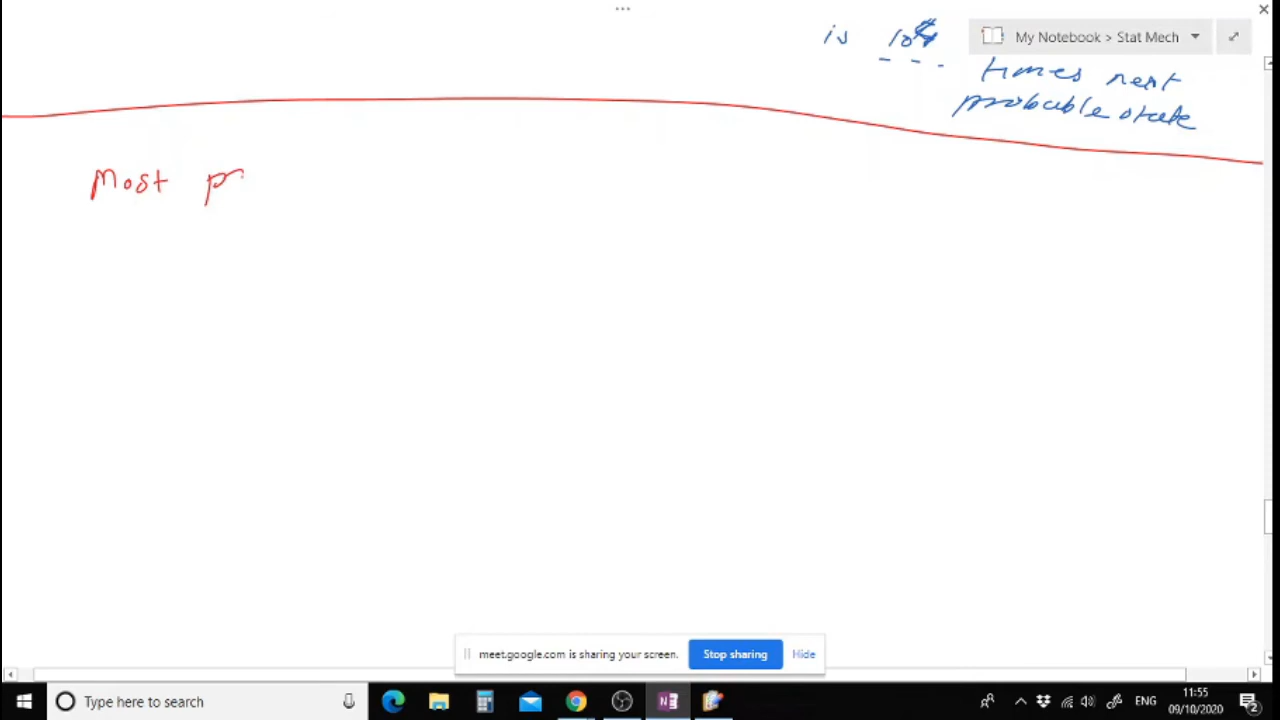 is
My Notebook > Stat Mech
times next
probable state
Most p
meet.google.com is sharing your screen.
Stop sharing
Hide
Type here to search
ENG
11:55
09/10/2020
2